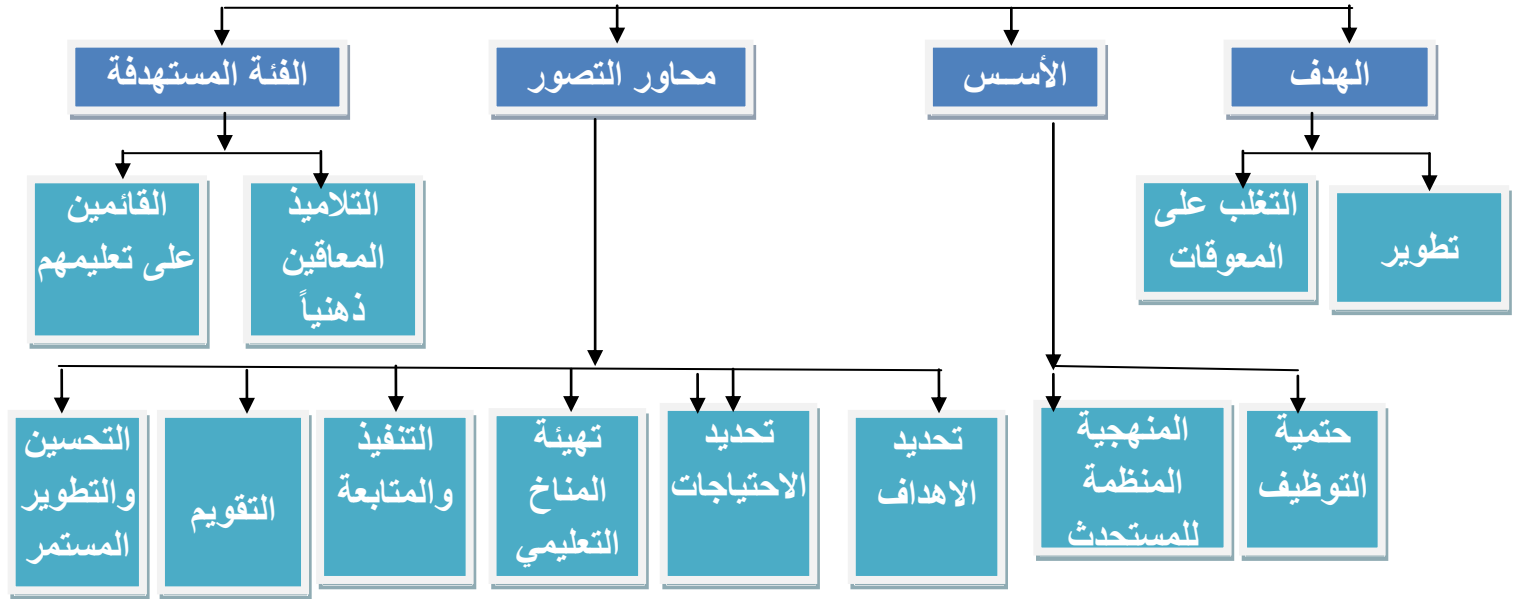 الهدف
الأسس
محاور التصور
الفئة المستهدفة
تطوير
التغلب على
المعوقات
التلاميذ
المعاقين
ذهنياً
القائمين
على تعليمهم
حتمية
التوظيف
المنهجية
المنظمة
للمستحدث
تحديد
الاهداف
تحديد
الاحتياجات
تهيئة
المناخ
التعليمي
التنفيذ
والمتابعة
التقويم
التحسين
والتطوير
المستمر